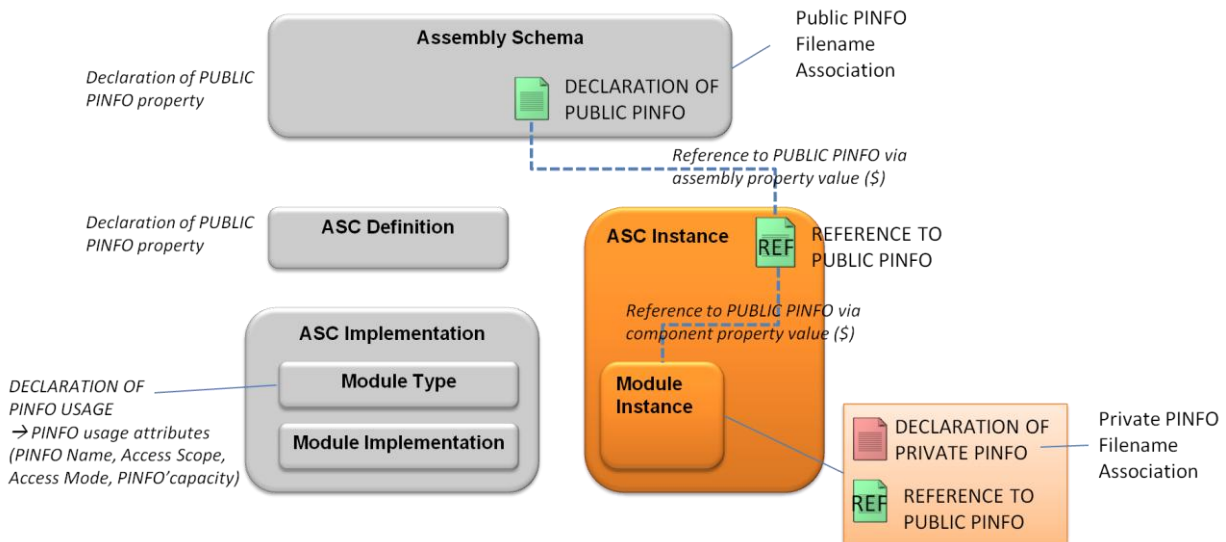 Assembly Schema
Public PINFO
Filename
Association
Declaration of PUBLIC
PINFO property
DECLARATION OF
PUBLIC PINFO
Reference to PUBLIC PINFO via
assembly property value ($)
Declaration of PUBLIC
PINFO property
ASC Definition
ASC Instance
REF
REFERENCE TO
PUBLIC PINFO
Reference to PUBLIC PINFO via
component property value ($)
ASC Implementation
Module Type
Module Implementation
Module
Instance
DECLARATION OF
PINFO USAGE
→ PINFO usage attributes
(PINFO Name, Access Scope,
Access Mode, PINFO'capacity)
DECLARATION OF
PRIVATE PINFO
REF
REFERENCE TO
PUBLIC PINFO
Private PINFO
Filename
Association